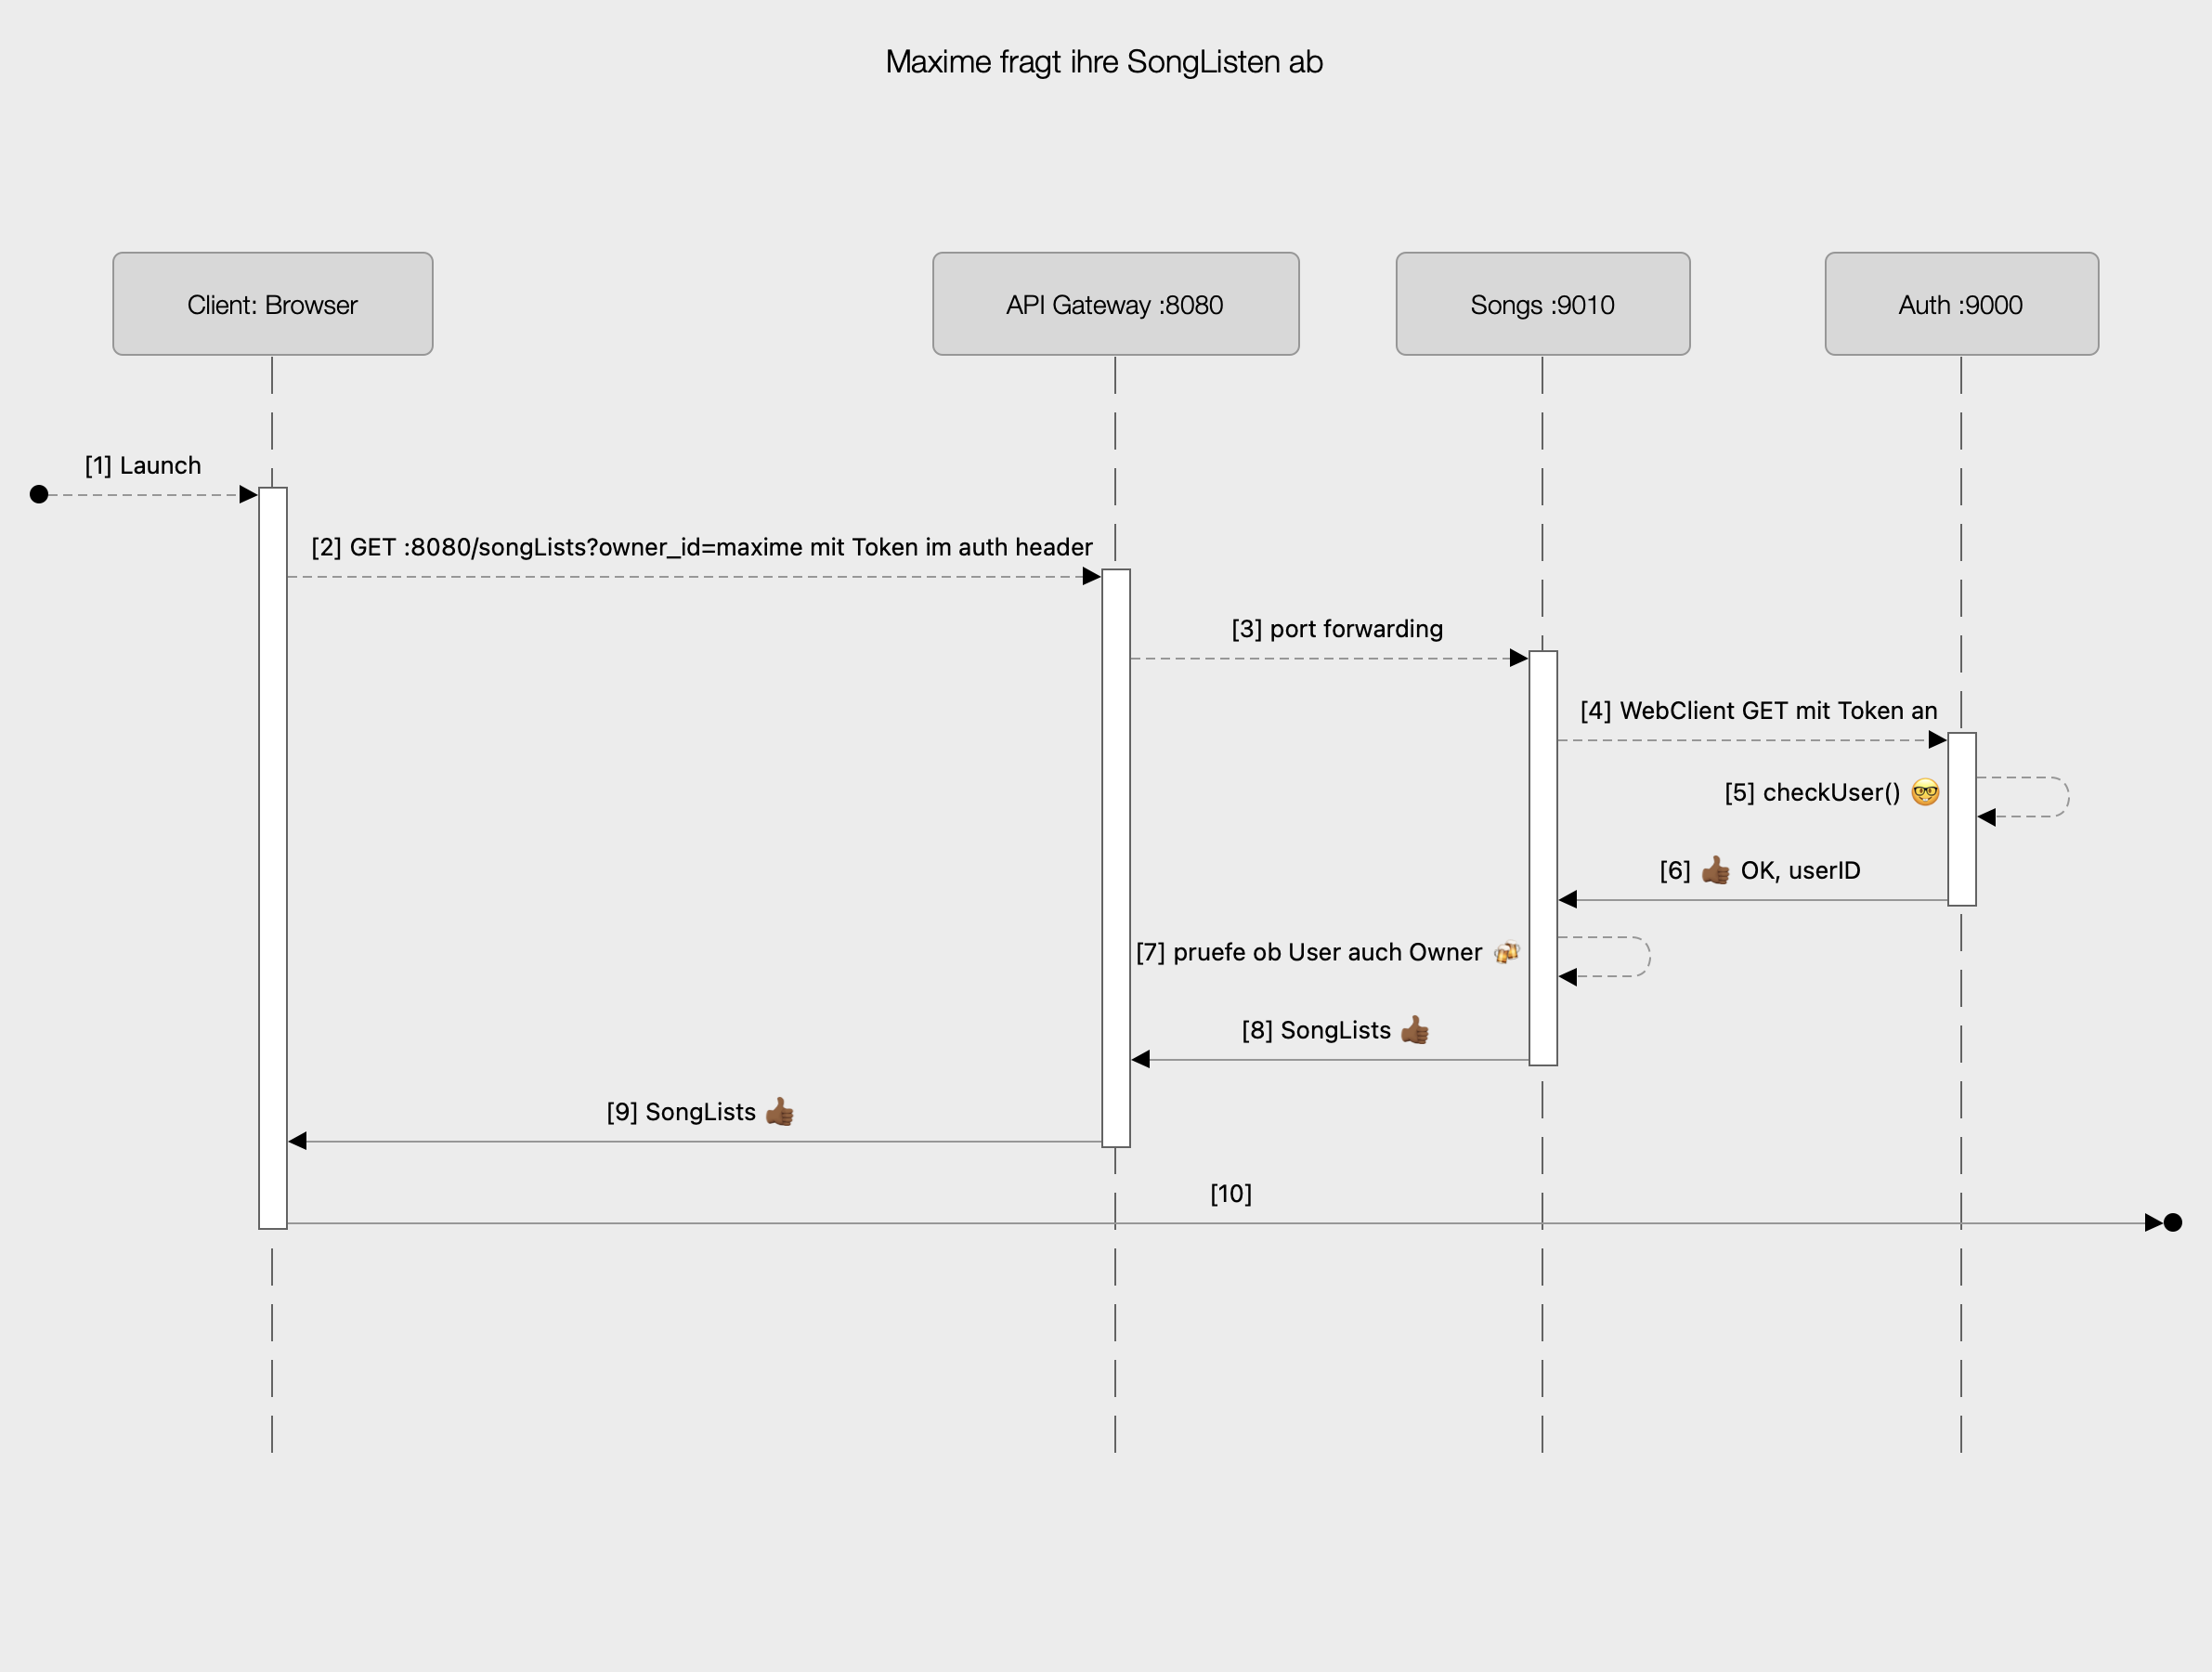 Maxime fragt ihre SongListen ab
Client: Browser
API Gateway :8080
Songs :9010
Auth :9000
[1] Launch
[2] GET :8080/songLists?owner_id=maxime mit Token im auth header
[3] port forwarding
[4] WebClient GET mit Token an
[5] checkUser() 🤓
[6] 👍🏾 OK, userID
[7] pruefe ob User auch Owner 🍻
[8] SongLists 👍🏾
[9] SongLists 👍🏾
[10]